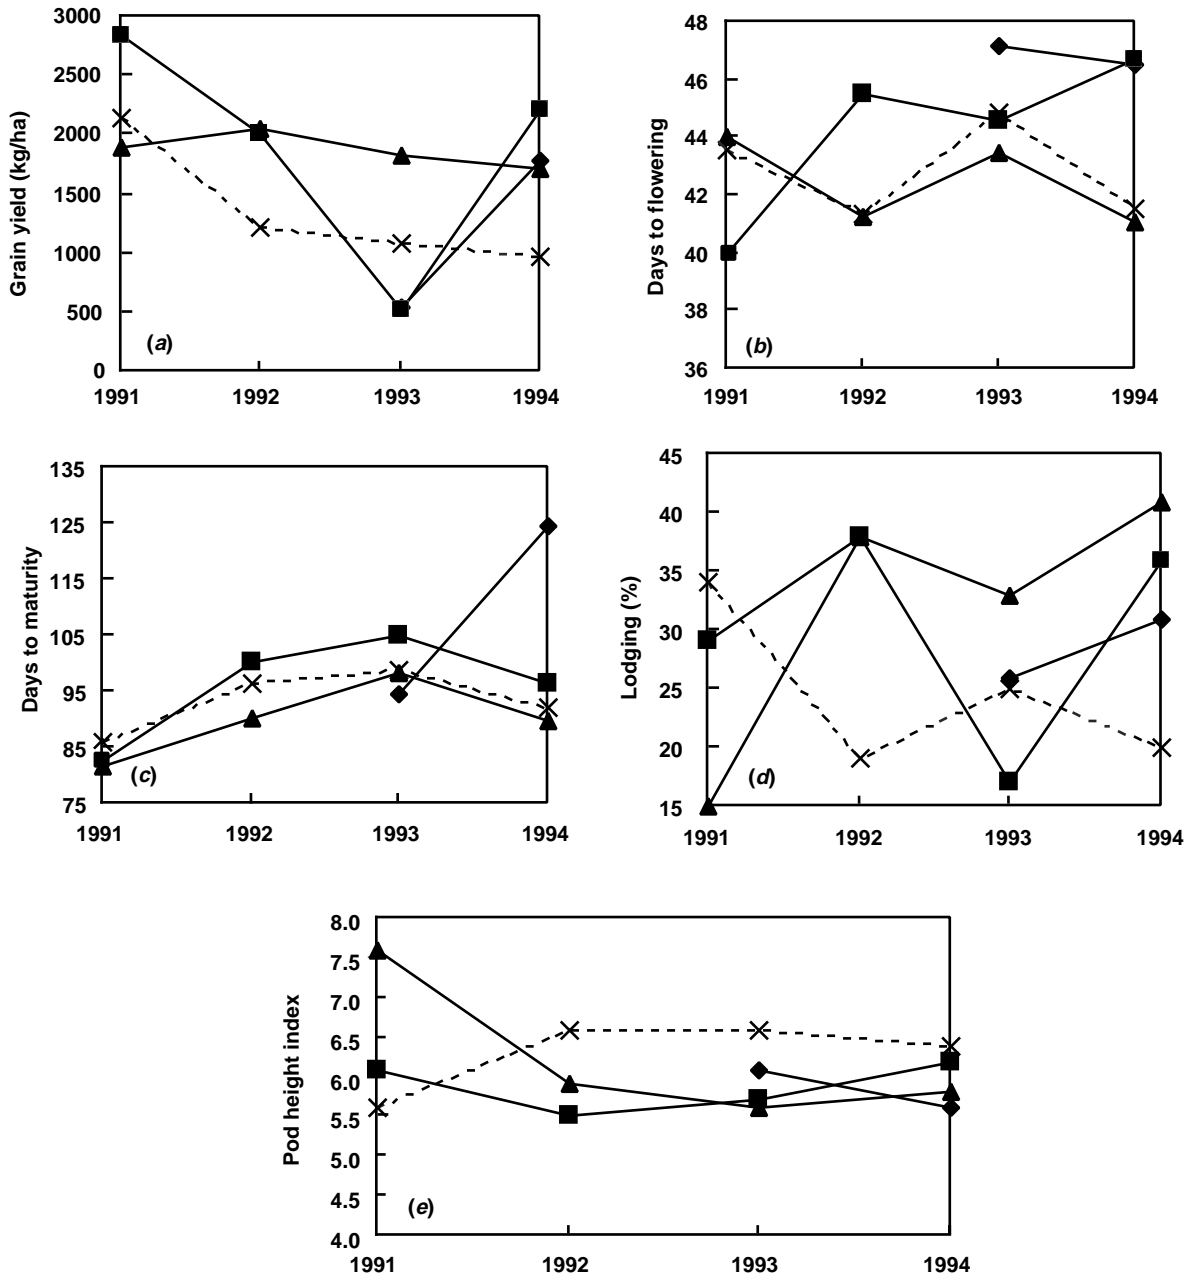 3000
2500
2000
1500
1000
500
0
Grain yield (kg/ha)
(a)
1991 1992 1993 1994
48
46
44
42
40
38
36
Days to flowering
(b)
1991 1992 1993 1994
135
125
115
105
95
85
75
Days to maturity
(c)
1991 1992 1993 1994
45
40
35
30
25
20
15
Lodging (%)
(d)
1991 1992 1993 1994
8.0
7.5
7.0
6.5
6.0
5.5
5.0
4.5
4.0
Pod height index
(e)
1991 1992 1993 1994